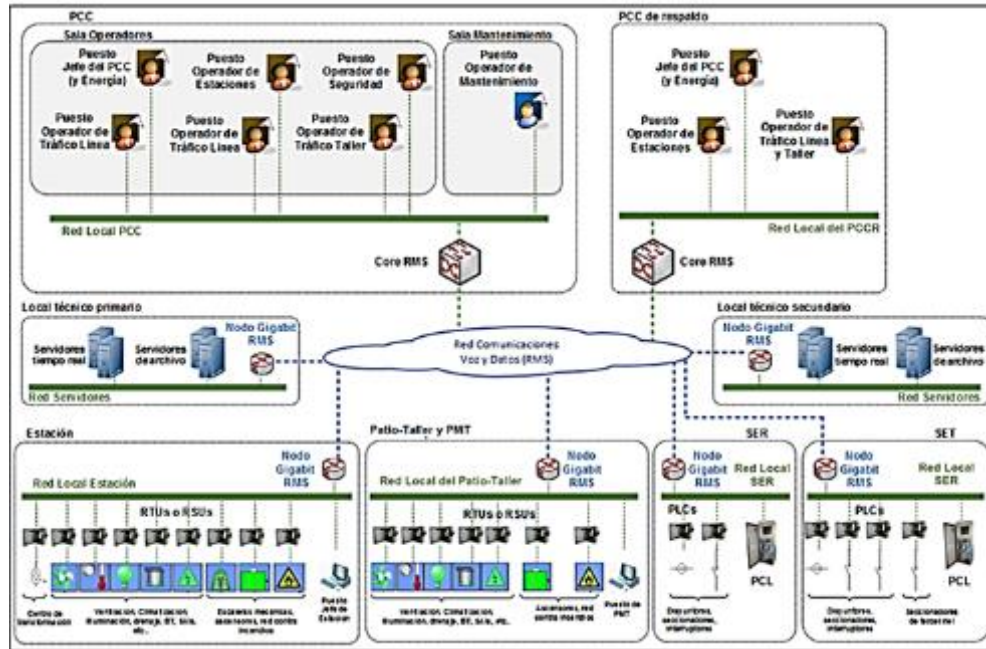 PCC
Sala Operadores
Puesto
Jefe del PCC
(y Energía)
Puesto
Operador de
Estaciones
Puesto
Operador de
Seguridad
Puesto
Operador de
Tráfico Línea
Puesto
Operador de
Tráfico Línea
Puesto
Operador de
Tráfico Taller
Sala Mantenimiento
Puesto
Operador de
Mantenimiento
Red Local PCC
Core RMS
PCC de respaldo
Puesto
Jefe del PCC
(y Energía)
Puesto
Operador de
Estaciones
Puesto
Operador de
Tráfico Línea
y Taller
Red Local del PCCR
Core RMS
Local técnico primario
Servidores
tiempo real
Servidores
de archivo
Nodo Gigabit
RMS
Red Servidores
Red Comunicaciones
Voz y Datos (RMS)
Local técnico secundario
Nodo Gigabit
RMS
Servidores
tiempo real
Servidores
de archivo
Red Servidores
Estación
Nodo
Gigabit
RMS
Red Local Estación
RTUs o RSUs
Centro de
transformación
Ventilación, Climatización,
Iluminación, drenaje, BT, SAIs,
etc.
Escaleras mecánicas,
ascensores, red contra
incendios
Puesto
Jefe de
Estación
Patio-Taller y PMT
Nodo
Gigabit
RMS
Red Local del Patio-Taller
RTUs o RSUs
Ventilación, Climatización,
Iluminación, drenaje, BT, SAIs, etc.
Ascensores, red
contra incendios
Puesto de
PMT
SER
Nodo
Gigabit
RMS
Red Local
SER
PLCs
PCL
Disyuntores,
seccionadores,
interruptores
SET
Nodo
Gigabit
RMS
Red Local
SER
PLCs
PCL
Disyuntores,
seccionadores,
interruptores
Seccionadores
de tercer riel